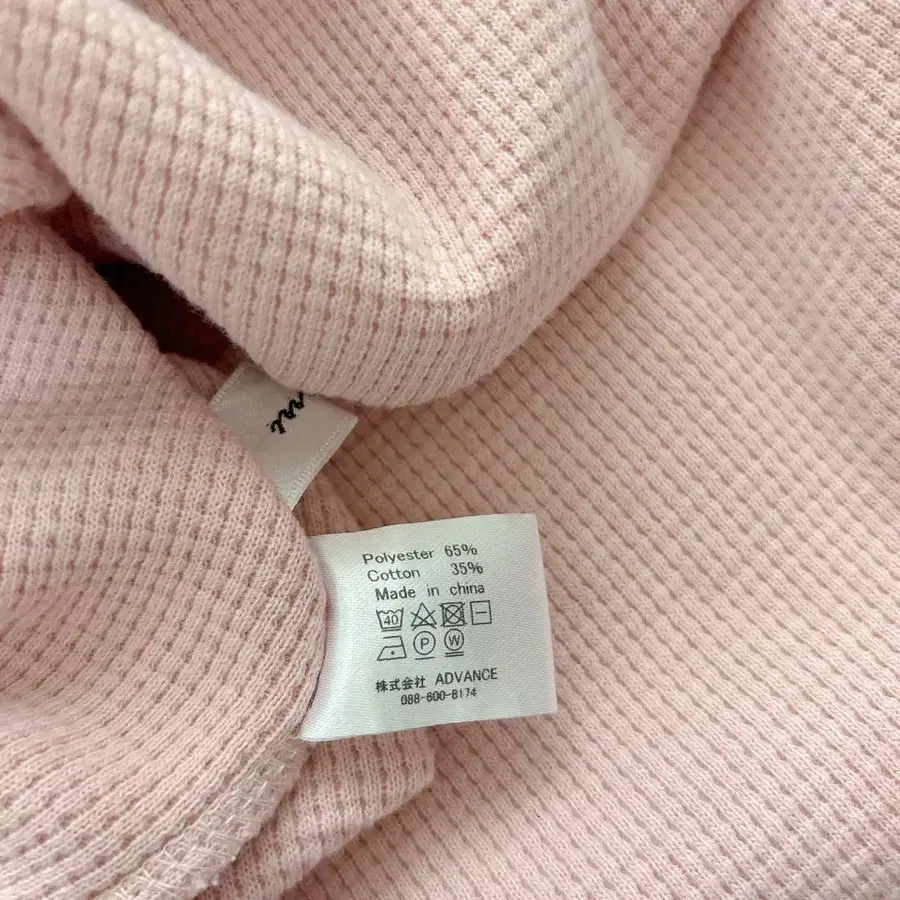 Polyester 65%
Cotton 35%
Made in china
40
P W
株式会社 ADVANCE
088-600-8174